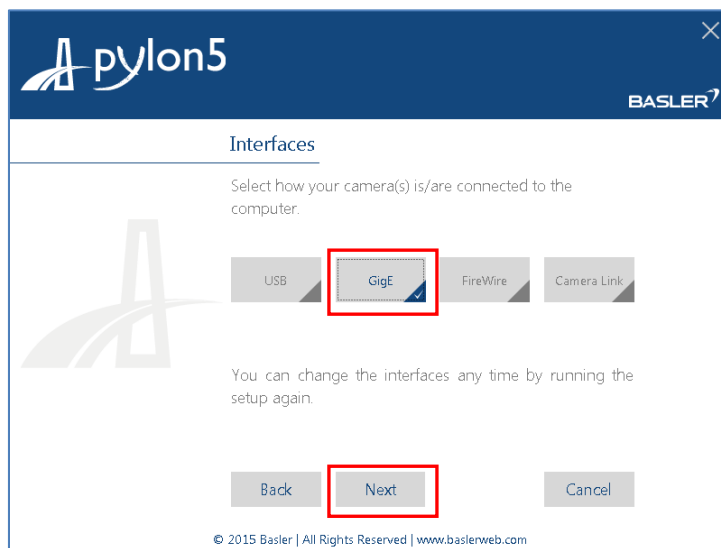 pylon5
BASLER
Interfaces
Select how your camera(s) is/are connected to the
computer.
USB
GigE
FireWire
Camera Link
You can change the interfaces any time by running the
setup again.
Back
Next
Cancel
© 2015 Basler | All Rights Reserved | www.baslerweb.com